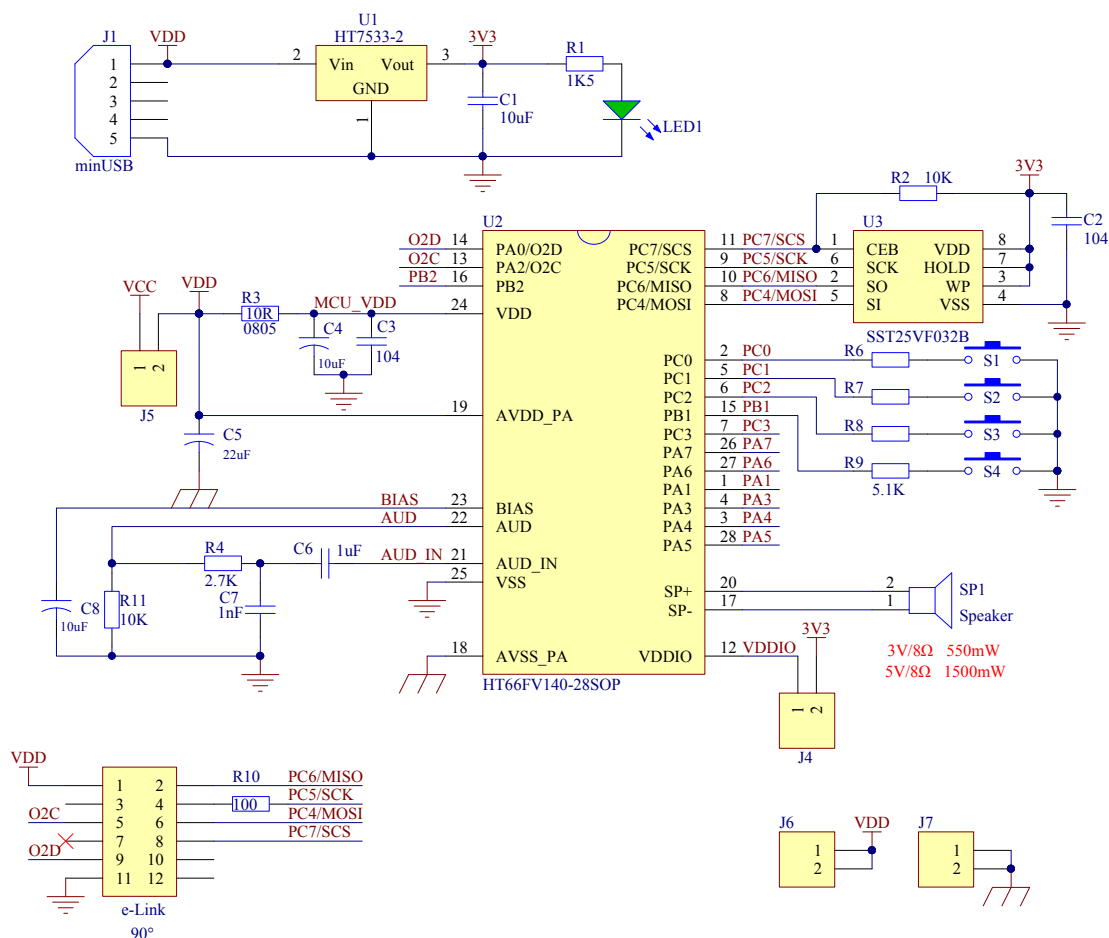 U1
HT7533-2
J1
VDD
3V3
2
Vin
Vout
3
GND
1
R1
1K5
C1
10uF
LED1
1
2
3
4
5
minUSB
3V3
R2 10K
C2
104
U2
U3
O2D 14 PA0/O2D
O2C 13 PA2/O2C
PB2 16 PB2
PC7/SCS 11 PC7/SCS 1 CEB VDD 8
PC5/SCK 9 PC5/SCK 6 SCK HOLD 7
PC6/MISO 10 PC6/MISO 2 SO WP 3
PC4/MOSI 8 PC4/MOSI 5 SI VSS 4
SST25VF032B
VCC
VDD
R3
10R
0805
MCU_VDD
24 VDD
C4
10uF
C3
104
1
2
J5
19 AVDD_PA
C5
22uF
PC0 2 PC0 R6 S1
PC1 5 PC1 R7 S2
PC2 6 PC2 R8 S3
PB1 15 PB1 R9 S4
5.1K
PC3 7 PC3
PA7 26 PA7
PA6 27 PA6
PA1 1 PA1
PA3 4 PA3
PA4 3 PA4
PA5 28 PA5
BIAS 23 BIAS
AUD 22 AUD
R4
2.7K
C6
1uF
AUD_IN 21 AUD_IN
25 VSS
C7
1nF
C8
10uF
R11
10K
SP+ 20 2 SP1
SP- 17 1 Speaker
3V/8Ω 550mW
5V/8Ω 1500mW
18 AVSS_PA
VDDIO 12 VDDIO
3V3
HT66FV140-28SOP
1
2
J4
VDD
1 2 R10 PC6/MISO
3 4 100 PC5/SCK
O2C 5 6 PC4/MOSI
7 8 PC7/SCS
O2D 9 10
11 12
e-Link
90°
J6
VDD
1
2
J7
1
2